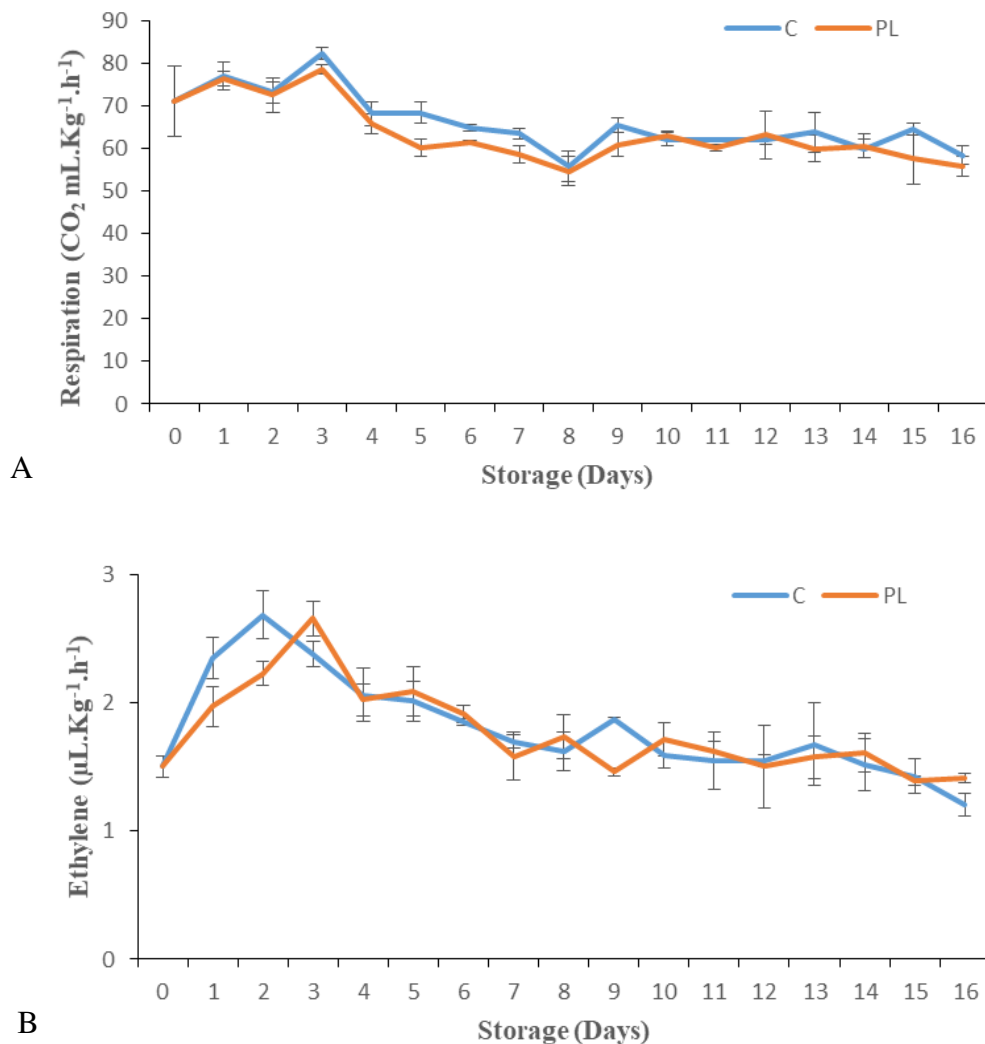 90
80
70
60
50
40
30
20
10
0
Respiration (CO₂ mL.Kg⁻¹.h⁻¹)
C PL
0 1 2 3 4 5 6 7 8 9 10 11 12 13 14 15 16
Storage (Days)
A
3
2
1
0
Ethylene (µL.Kg⁻¹.h⁻¹)
C PL
0 1 2 3 4 5 6 7 8 9 10 11 12 13 14 15 16
Storage (Days)
B